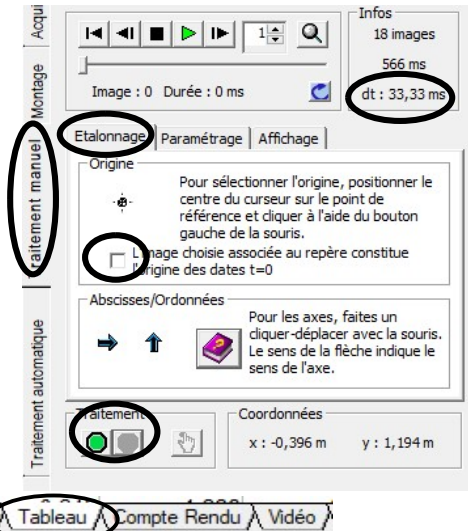 Acqui
Montage
Traitement manuel
Traitement automatique
1
Image : 0 Durée : 0 ms
Infos
18 images
566 ms
dt : 33,33 ms
Etalonnage
Paramétrage
Affichage
Origine
Pour sélectionner l'origine, positionner le
centre du curseur sur le point de
référence et cliquer à l'aide du bouton
gauche de la souris.
L'image choisie associée au repère constitue
l'origine des dates t=0
Abscisses/Ordonnées
Pour les axes, faites un
cliquer-déplacer avec la souris.
Le sens de la flèche indique le
sens de l'axe.
Traitement
Coordonnées
x : -0,396 m y : 1,194 m
Tableau
Compte Rendu
Vidéo